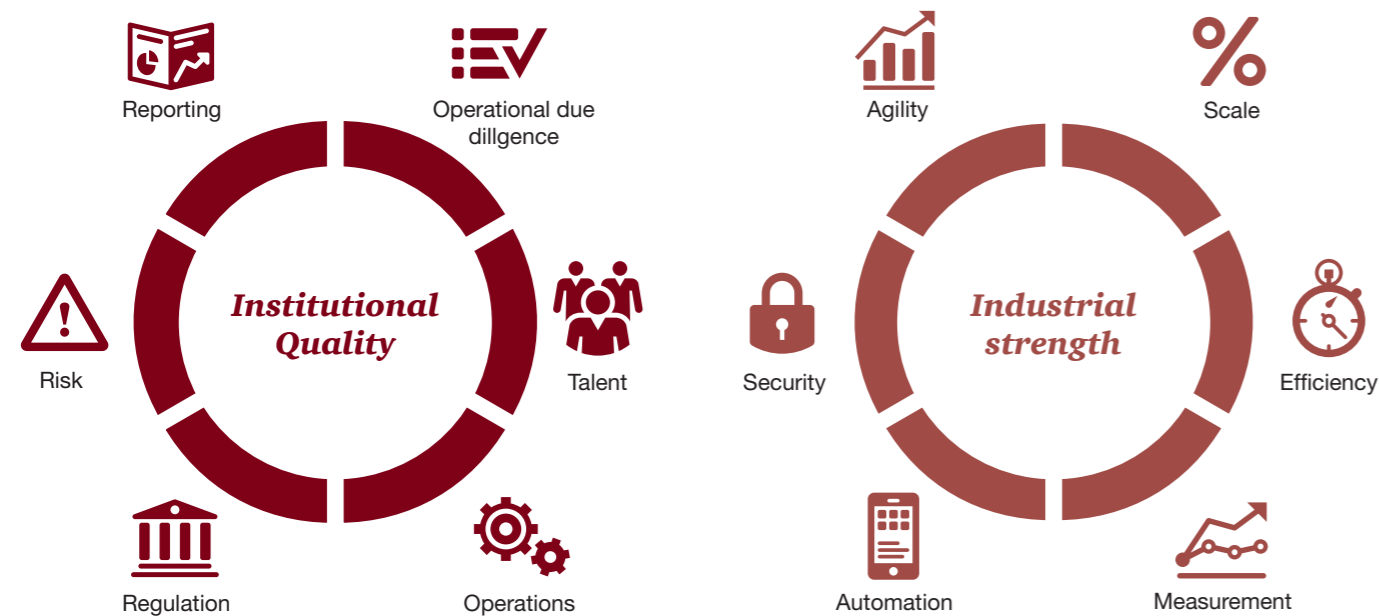 Reporting
Operational due
dillgence
Institutional
Quality
Risk
Talent
Regulation
Operations
Agility
Scale
Industrial
strength
Security
Efficiency
Automation
Measurement